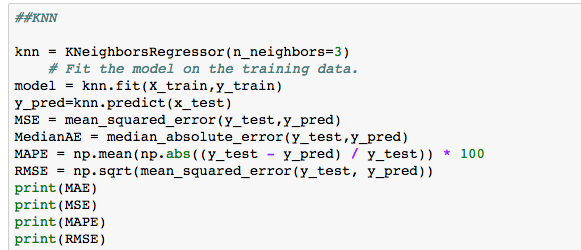 ##KNN
knn = KNeighborsRegressor(n_neighbors=3)
# Fit the model on the training data.
model = knn.fit(X_train,y_train)
y_pred=knn.predict(x_test)
MSE = mean_squared_error(y_test,y_pred)
MedianAE = median_absolute_error(y_test,y_pred)
MAPE = np.mean(np.abs((y_test - y_pred) / y_test)) * 100
RMSE = np.sqrt(mean_squared_error(y_test, y_pred))
print(MAE)
print(MSE)
print(MAPE)
print(RMSE)